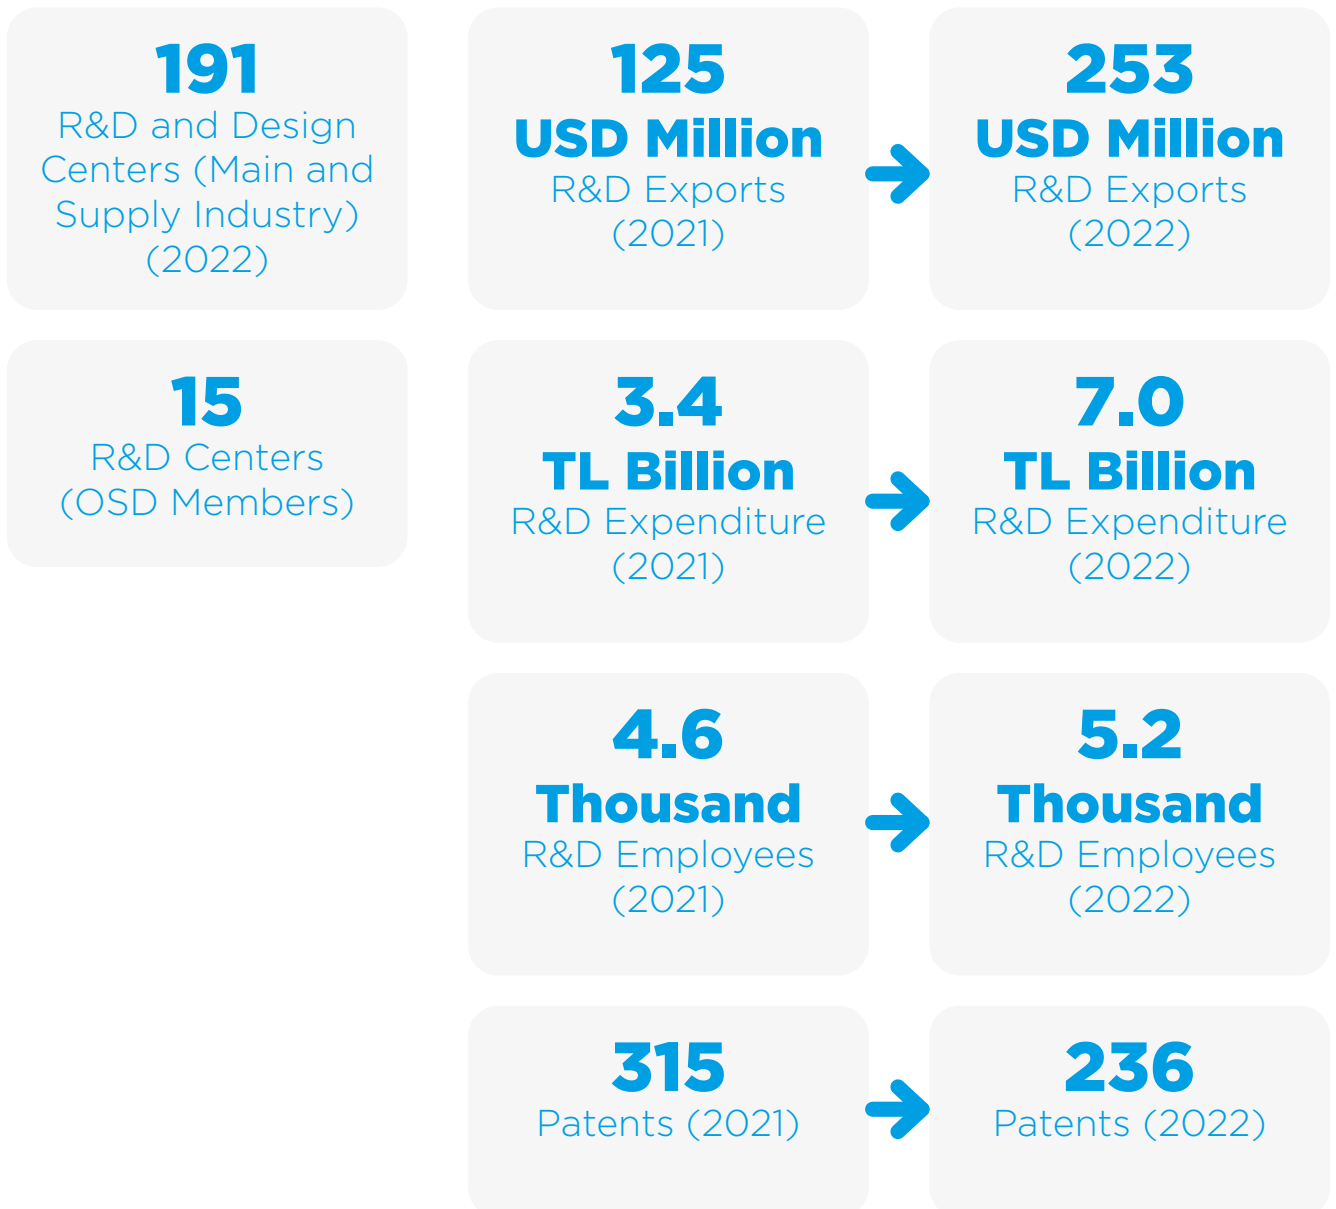 191
R&D and Design
Centers (Main and
Supply Industry)
(2022)
125
USD Million
R&D Exports
(2021)
253
USD Million
R&D Exports
(2022)
15
R&D Centers
(OSD Members)
3.4
TL Billion
R&D Expenditure
(2021)
7.0
TL Billion
R&D Expenditure
(2022)
4.6
Thousand
R&D Employees
(2021)
5.2
Thousand
R&D Employees
(2022)
315
Patents (2021)
236
Patents (2022)